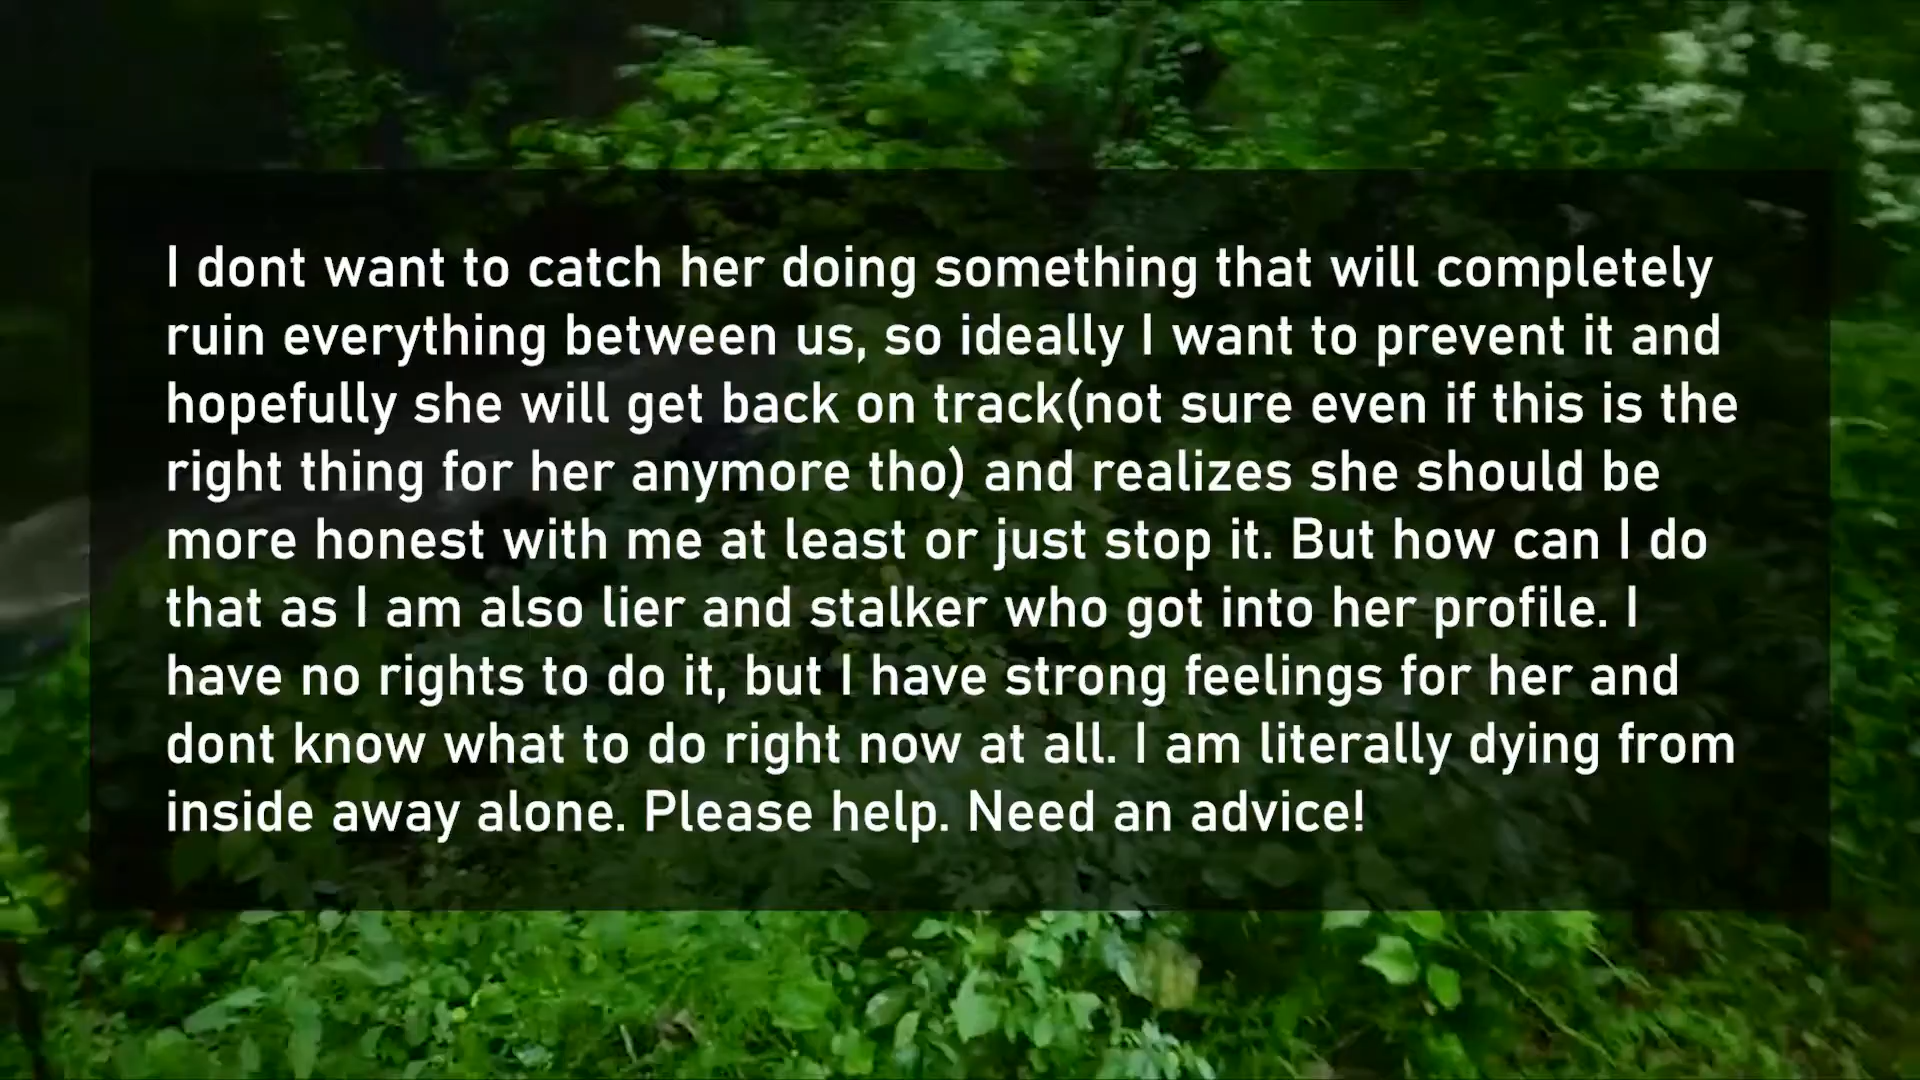 I dont want to catch her doing something that will completely
ruin everything between us, so ideally I want to prevent it and
hopefully she will get back on track(not sure even if this is the
right thing for her anymore tho) and realizes she should be
more honest with me at least or just stop it. But how can I do
that as I am also lier and stalker who got into her profile. I
have no rights to do it, but I have strong feelings for her and
dont know what to do right now at all. I am literally dying from
inside away alone. Please help. Need an advice!